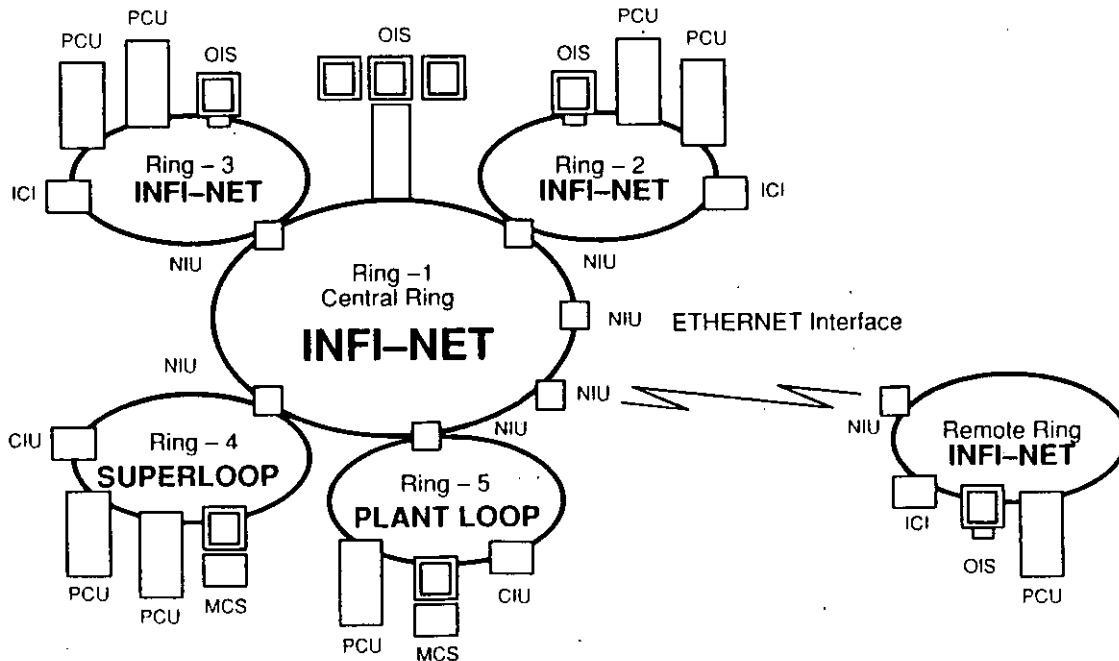 PCU
PCU
OIS
OIS
OIS
PCU
PCU
Ring – 3
INFI–NET
ICI
Ring – 2
INFI–NET
ICI
NIU
NIU
Ring –1
Central Ring
INFI–NET
NIU
ETHERNET Interface
NIU
NIU
NIU
NIU
CIU
Ring – 4
SUPERLOOP
Ring – 5
PLANT LOOP
Remote Ring
INFI–NET
ICI
OIS
PCU
PCU
PCU
MCS
PCU
MCS
CIU